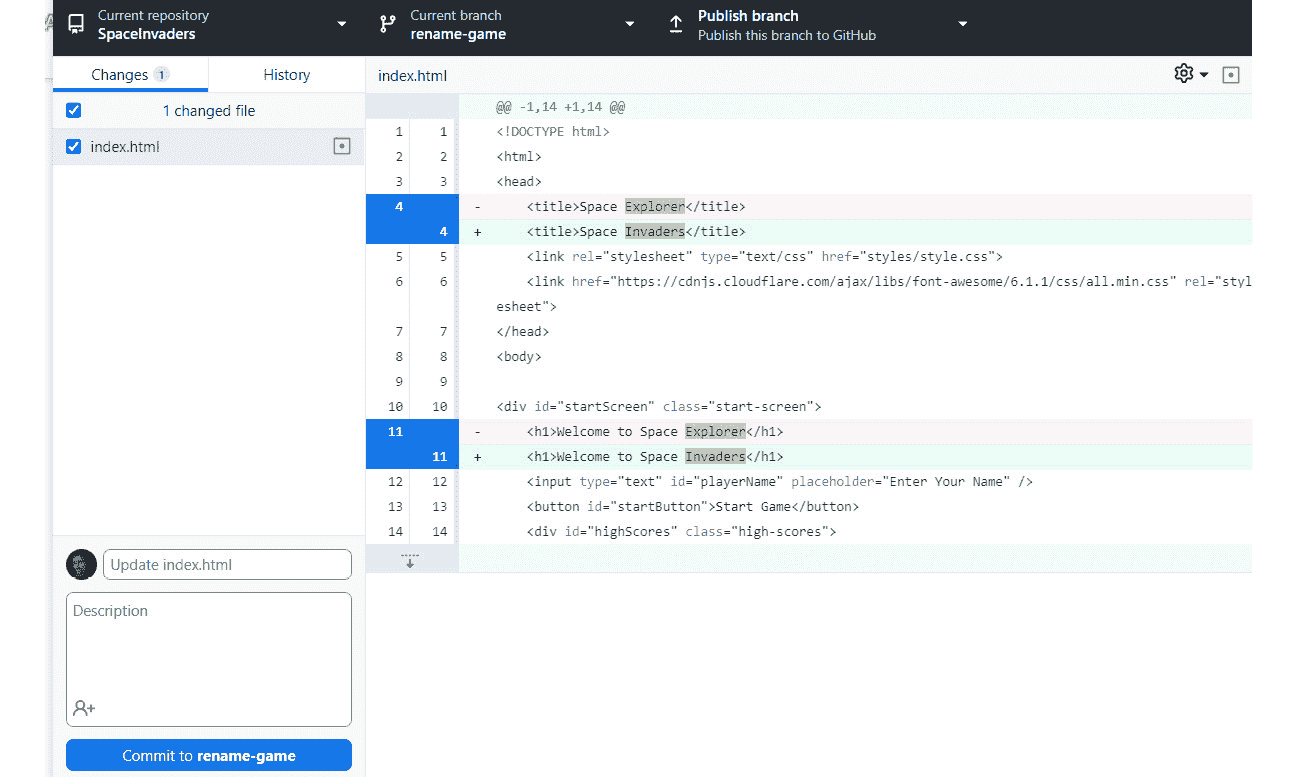 Current repository
SpaceInvaders
Current branch
rename-game
Publish branch
Publish this branch to GitHub
Changes 1
History
index.html
1 changed file
index.html
@@ -1,14 +1,14 @@
1 1 <!DOCTYPE html>
2 2 <html>
3 3 <head>
4 - <title>Space Explorer</title>
4 + <title>Space Invaders</title>
5 5 <link rel="stylesheet" type="text/css" href="styles/style.css">
6 6 <link href="https://cdnjs.cloudflare.com/ajax/libs/font-awesome/6.1.1/css/all.min.css" rel="styl
esheet">
7 7 </head>
8 8 <body>
9 9
10 10 <div id="startScreen" class="start-screen">
11 - <h1>Welcome to Space Explorer</h1>
11 + <h1>Welcome to Space Invaders</h1>
12 12 <input type="text" id="playerName" placeholder="Enter Your Name" />
13 13 <button id="startButton">Start Game</button>
14 14 <div id="highScores" class="high-scores">
Update index.html
Description
Commit to rename-game